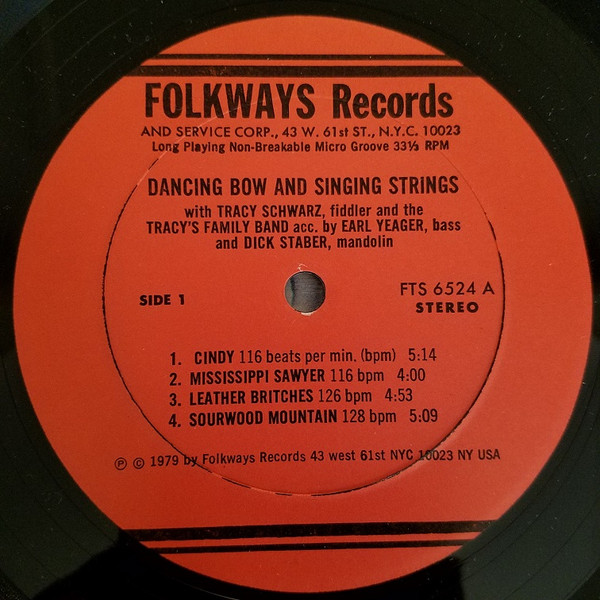 FOLKWAYS Records
AND SERVICE CORP., 43 W. 61st ST., N.Y.C. 10023
Long Playing Non-Breakable Micro Groove 33⅓ RPM
DANCING BOW AND SINGING STRINGS
with TRACY SCHWARZ, fiddler and the
TRACY'S FAMILY BAND acc. by EARL YEAGER, bass
and DICK STABER, mandolin
SIDE 1
FTS 6524 A
STEREO
1. CINDY 116 beats per min. (bpm) 5:14
2. MISSISSIPPI SAWYER 116 bpm 4:00
3. LEATHER BRITCHES 126 bpm 4:53
4. SOURWOOD MOUNTAIN 128 bpm 5:09
℗ © 1979 by Folkways Records 43 west 61st NYC 10023 NY USA